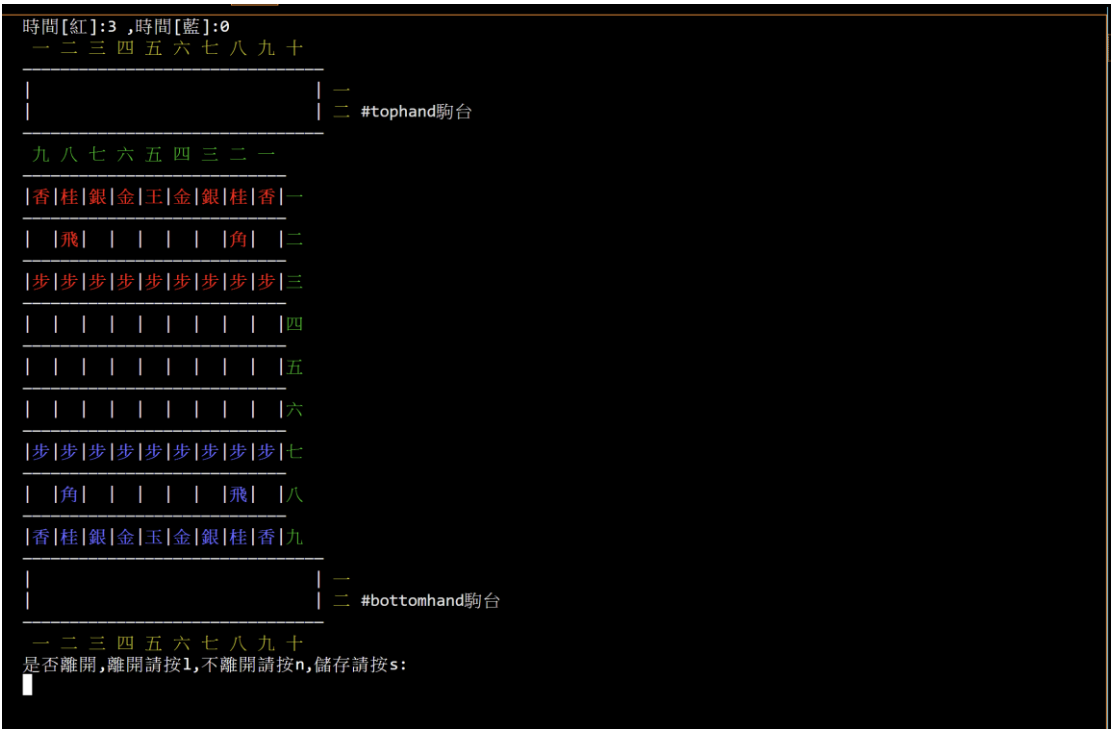 時間[紅]:3 ,時間[藍]:0
一 二 三 四 五 六 七 八 九 十
| | 一
| | 二 #tophand駒台
九 八 七 六 五 四 三 二 一
|香|桂|銀|金|王|金|銀|桂|香|一
| |飛| | | | | |角| |二
|步|步|步|步|步|步|步|步|步|三
| | | | | | | | | |四
| | | | | | | | | |五
| | | | | | | | | |六
|步|步|步|步|步|步|步|步|步|七
| |角| | | | | |飛| |八
|香|桂|銀|金|玉|金|銀|桂|香|九
| | 一
| | 二 #bottomhand駒台
一 二 三 四 五 六 七 八 九 十
是否離開,離開請按l,不離開請按n,儲存請按s: